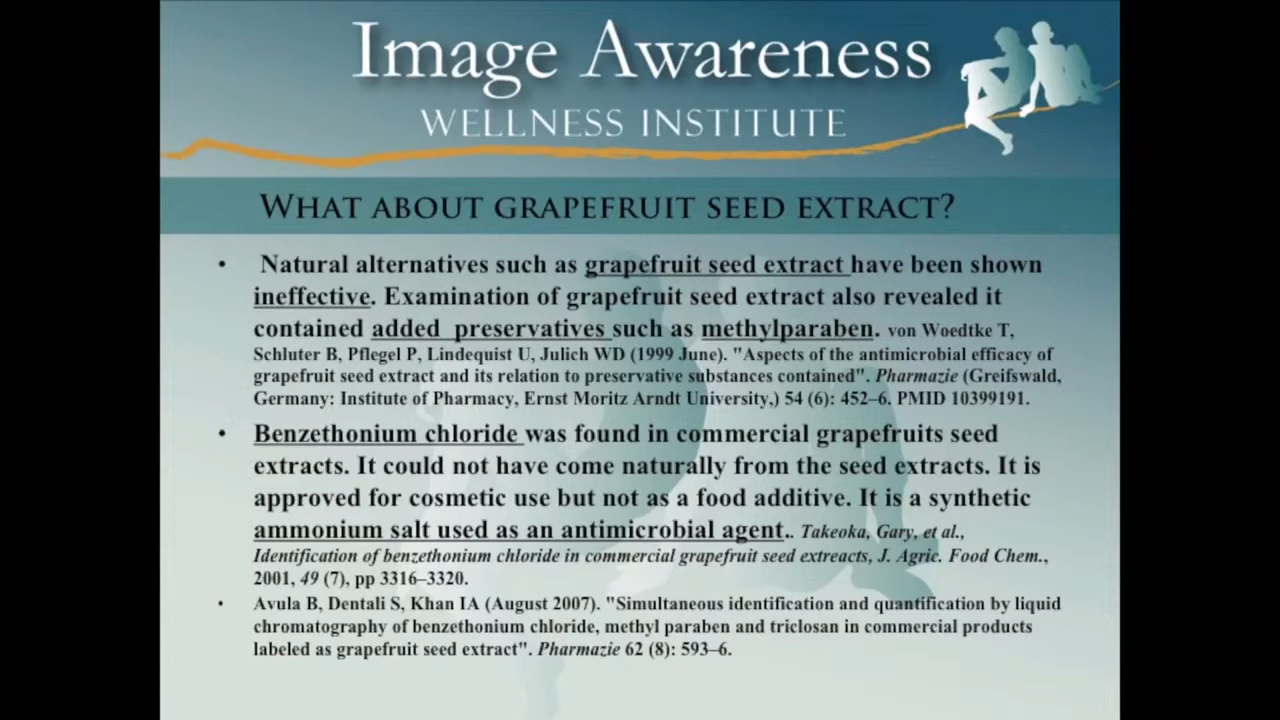 Image Awareness
WELLNESS INSTITUTE
WHAT ABOUT GRAPEFRUIT SEED EXTRACT?
• Natural alternatives such as grapefruit seed extract have been shown
ineffective. Examination of grapefruit seed extract also revealed it
contained added preservatives such as methylparaben. von Woedtke T,
Schluter B, Pflegel P, Lindequist U, Julich WD (1999 June). "Aspects of the antimicrobial efficacy of
grapefruit seed extract and its relation to preservative substances contained". Pharmazie (Greifswald,
Germany: Institute of Pharmacy, Ernst Moritz Arndt University,) 54 (6): 452–6. PMID 10399191.
• Benzethonium chloride was found in commercial grapefruits seed
extracts. It could not have come naturally from the seed extracts. It is
approved for cosmetic use but not as a food additive. It is a synthetic
ammonium salt used as an antimicrobial agent.. Takeoka, Gary, et al.,
Identification of benzethonium chloride in commercial grapefruit seed extreacts, J. Agric. Food Chem.,
2001, 49 (7), pp 3316–3320.
• Avula B, Dentali S, Khan IA (August 2007). "Simultaneous identification and quantification by liquid
chromatography of benzethonium chloride, methyl paraben and triclosan in commercial products
labeled as grapefruit seed extract". Pharmazie 62 (8): 593–6.